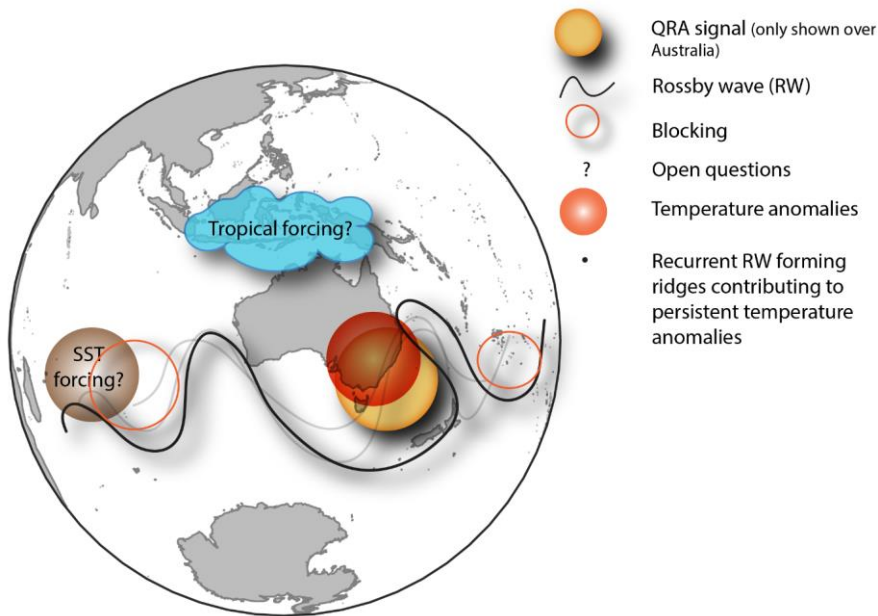 QRA signal (only shown over
Australia)
Rossby wave (RW)
Blocking
? Open questions
Temperature anomalies
• Recurrent RW forming
ridges contributing to
persistent temperature
anomalies
Tropical forcing?
SST
forcing?